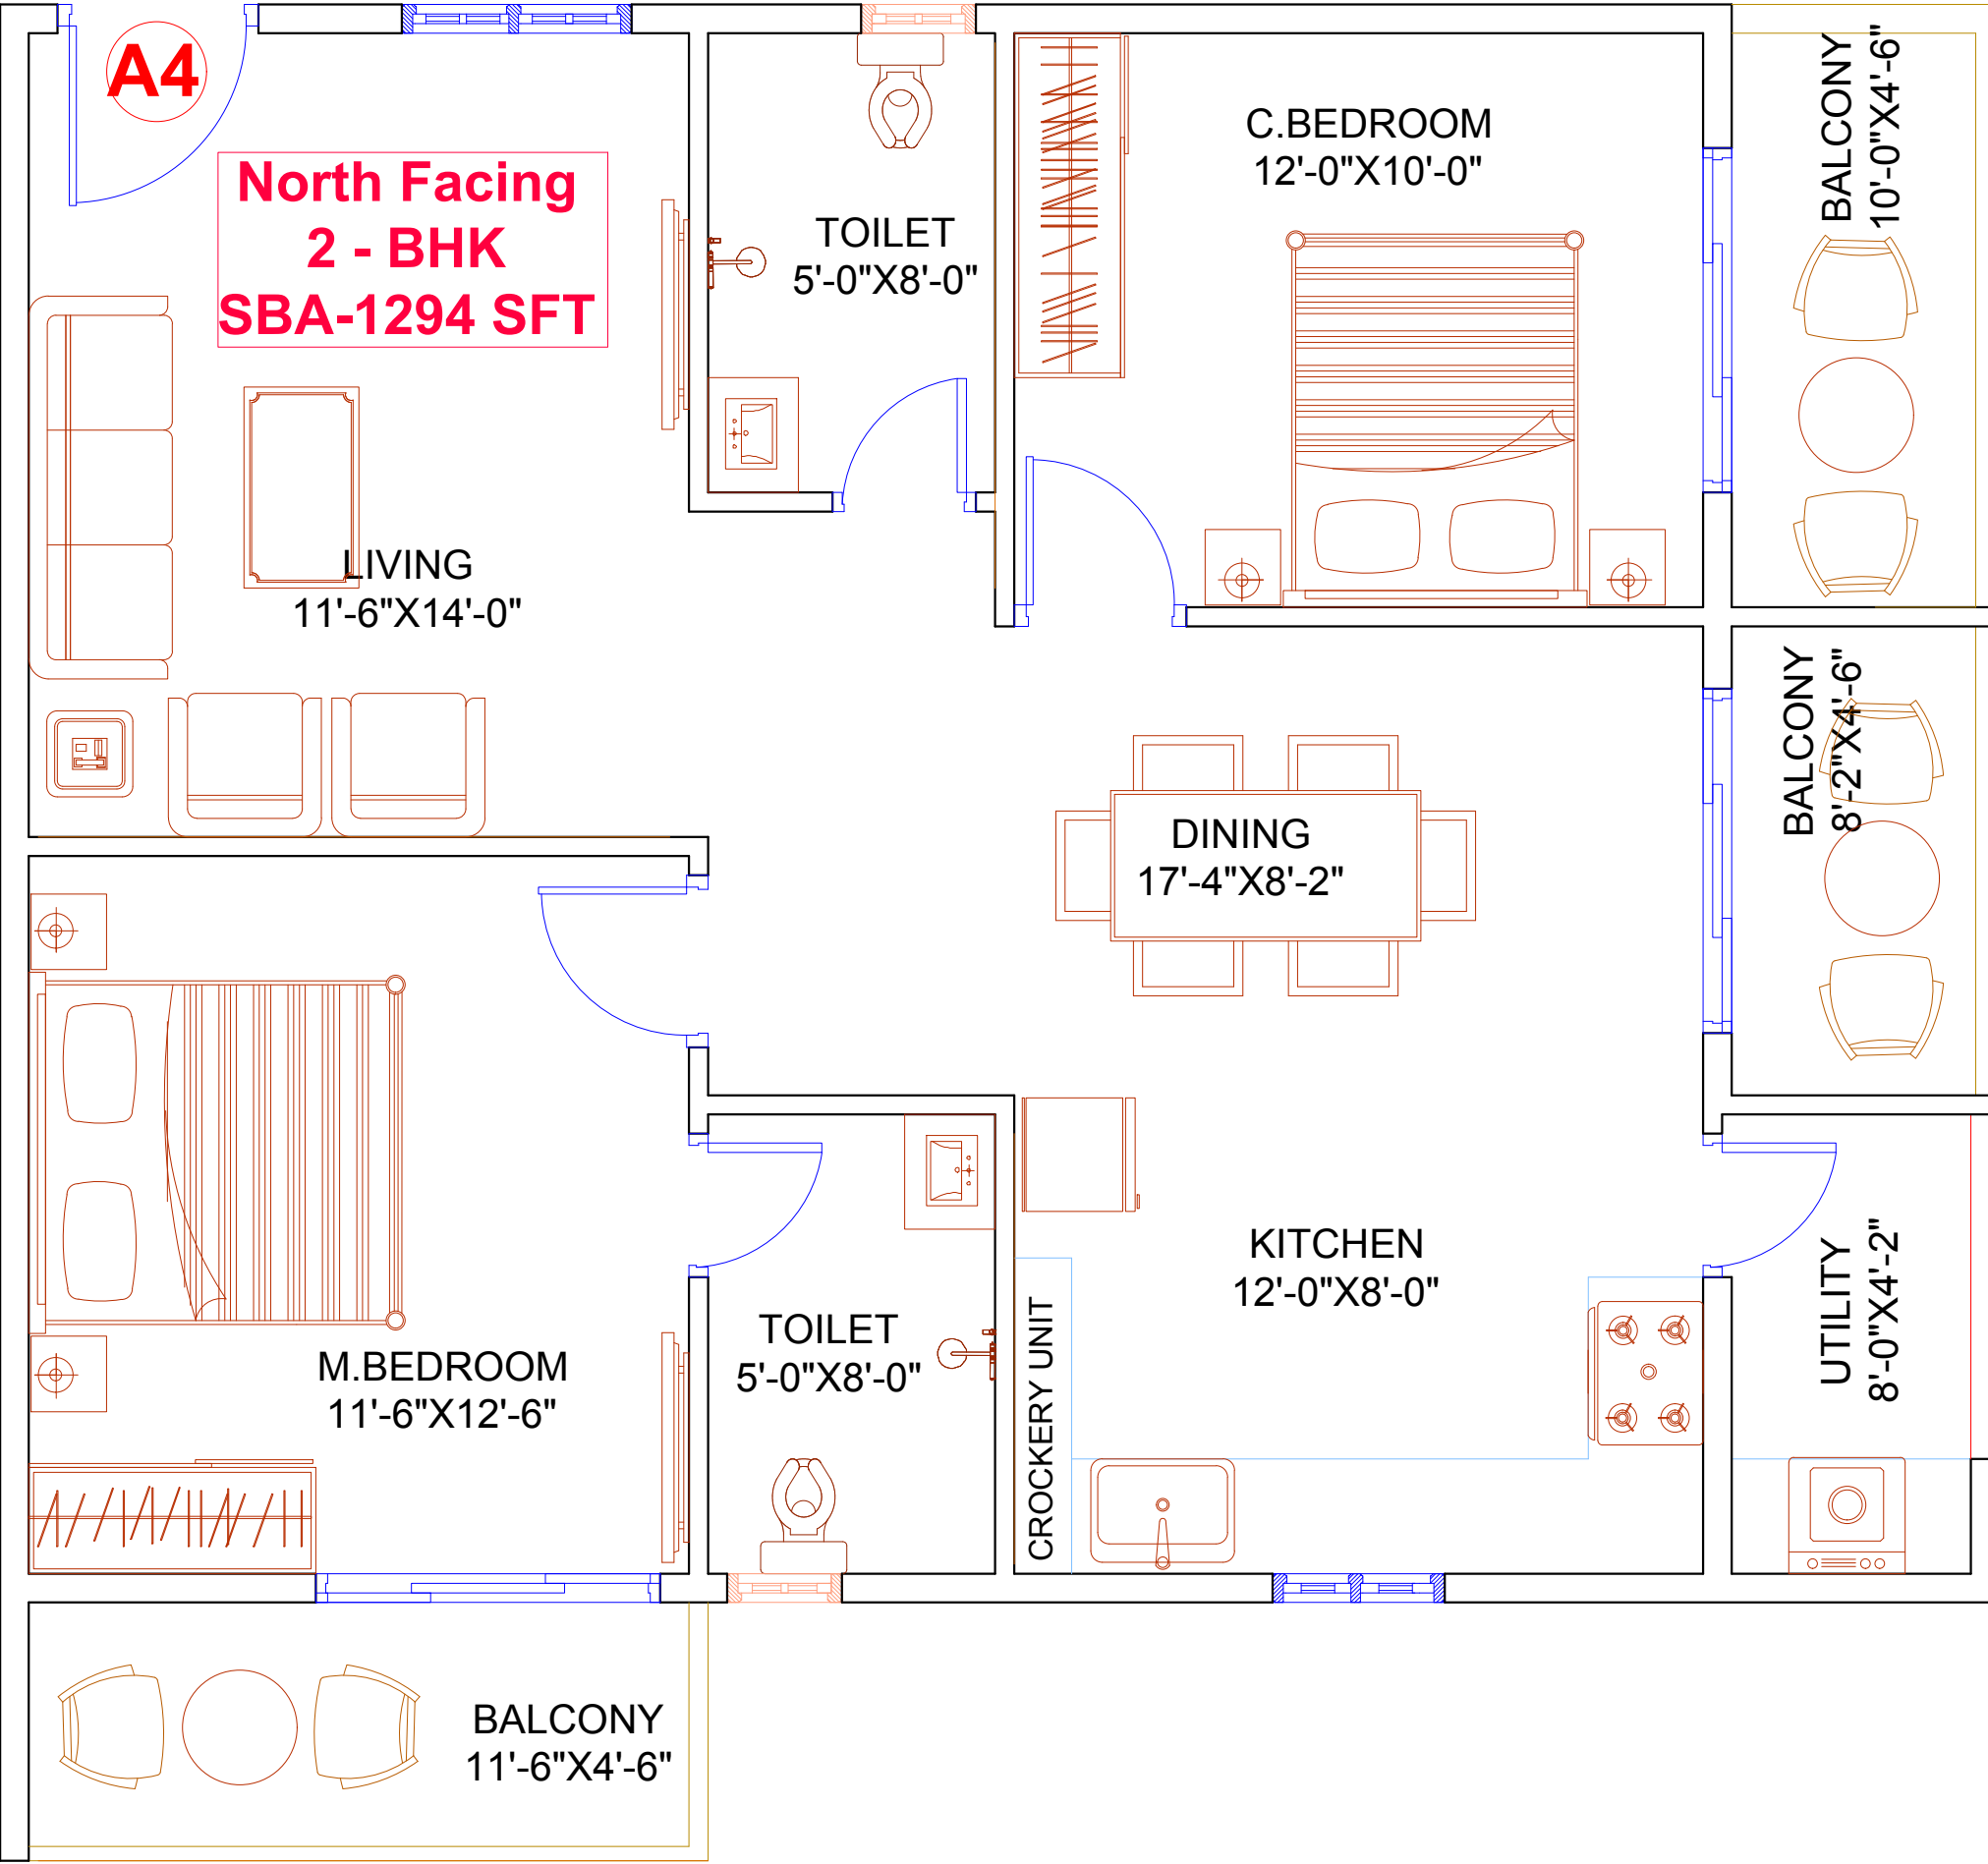 A4
North Facing
2 - BHK
SBA-1294 SFT
TOILET
5'-0"X8'-0"
C.BEDROOM
12'-0"X10'-0"
BALCONY
10'-0"X4'-6"
LIVING
11'-6"X14'-0"
DINING
17'-4"X8'-2"
BALCONY
8'-2"X4'-6"
M.BEDROOM
11'-6"X12'-6"
TOILET
5'-0"X8'-0"
CROCKERY UNIT
KITCHEN
12'-0"X8'-0"
UTILITY
8'-0"X4'-2"
BALCONY
11'-6"X4'-6"